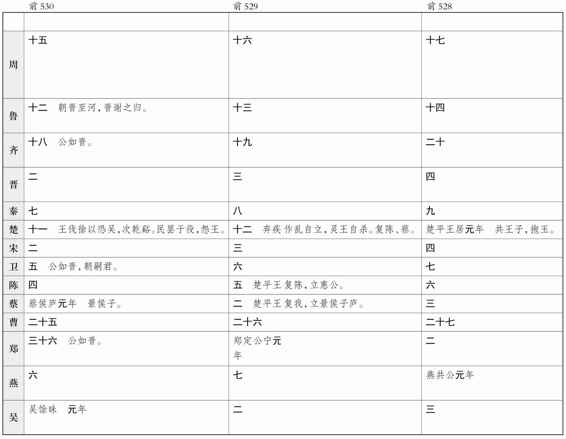 前530 前529 前528
周 十五 十六 十七
鲁 十二 朝晋至河,晋谢之归。 十三 十四
齐 十八 公如晋。 十九 二十
晋 二 三 四
秦 七 八 九
楚 十一 王伐徐以恐吴,次乾谿。民罢于役,怨王。 十二 弃疾作乱自立,灵王自杀。复陈、蔡。 楚平王居元年 共王子,抱玉。
宋 二 三 四
卫 五 公如晋,朝嗣君。 六 七
陈 四 五 楚平王复陈,立惠公。 六
蔡 蔡侯庐元年 景侯子。 二 楚平王复我,立景侯子庐。 三
曹 二十五 二十六 二十七
郑 三十六 公如晋。 郑定公宁元
年 二
燕 六 七 燕共公元年
吴 吴馀昧 元年 二 三